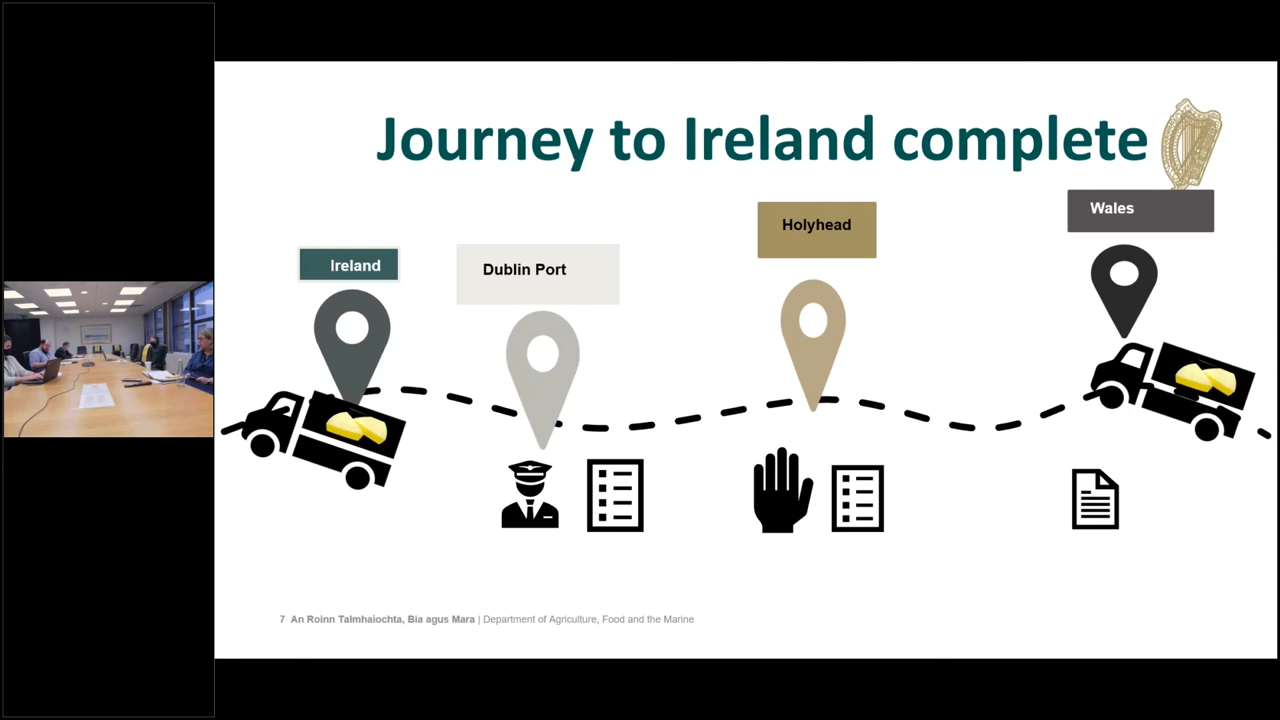 Journey to Ireland complete
Wales
Holyhead
Ireland
Dublin Port
7 An Roinn Talmhaiochta, Bia agus Mara | Department of Agriculture, Food and the Marine